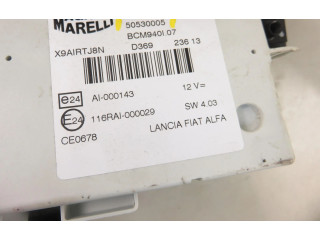 MARELLI 50530005
BCM940I.07
X9AIRTJ8N D369 236 13
e24 AI-000143 12 V=
E24 116RAI-000029 SW 4.03
CE0678 LANCIA FIAT ALFA